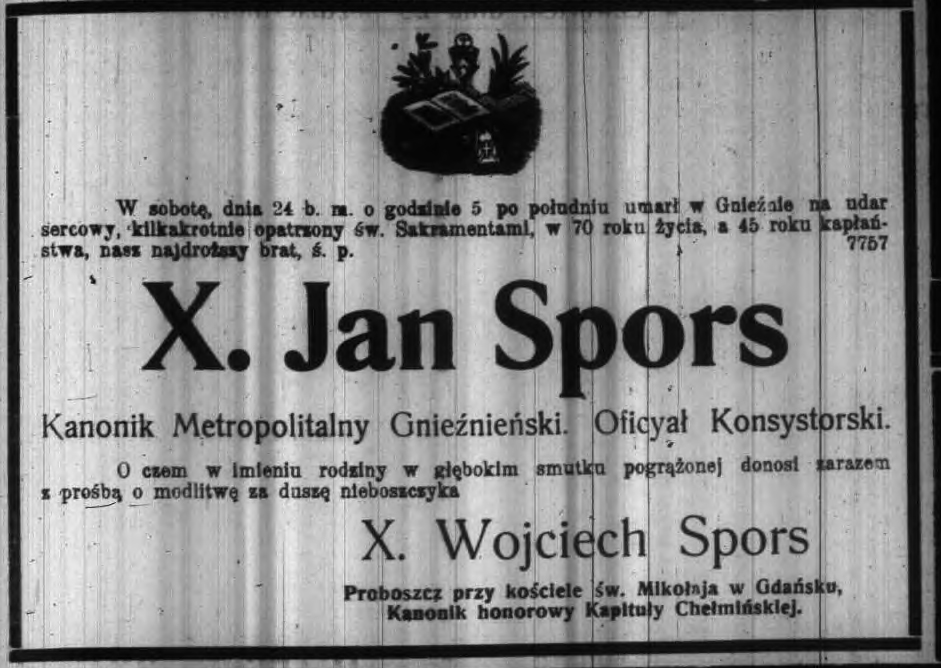 W sobotę, dnia 24 b. m. o godzinie 5 po południu umarł w Gnieźnie na udar
sercowy, kilkakrotnie opatrzony św. Sakramentami, w 70 roku życia, a 45 roku kapłań-
stwa, nasz najdroższy brat, ś. p. 7757
X. Jan Spors
Kanonik Metropolitalny Gnieźnieński. Oficyał Konsystorski.
O czem w imieniu rodziny w głębokim smutku pogrążonej donosi zarazem
z prośbą o modlitwę za duszę nieboszczyka
X. Wojciech Spors
Proboszcz przy kościele św. Mikołaja w Gdańsku,
Kanonik honorowy Kapituły Chełmińskiej.